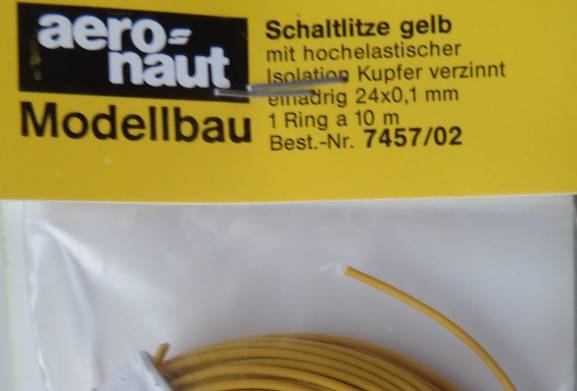 aero=
naut
Modellbau
Schaltlitze gelb
mit hochelastischer
Isolation Kupfer verzinnt
einadrig 24x0,1 mm
1 Ring a 10 m
Best.-Nr. 7457/02